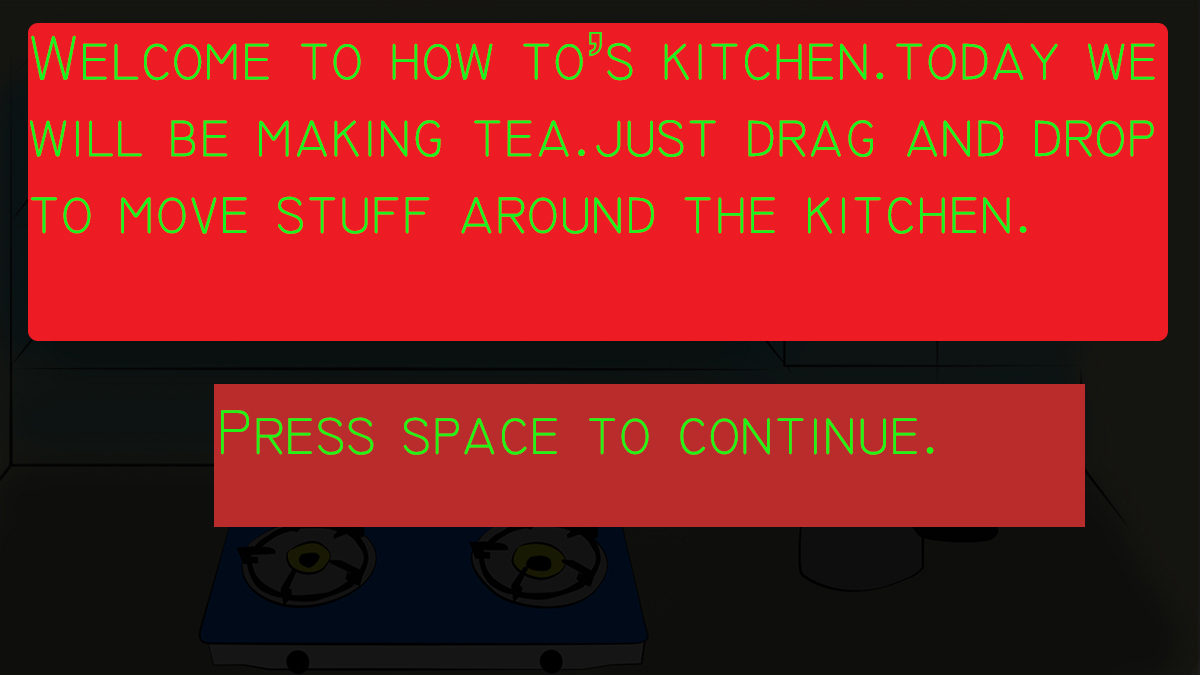 Welcome to how to's kitchen.today we
will be making tea.just drag and drop
to move stuff around the kitchen.
Press space to continue.